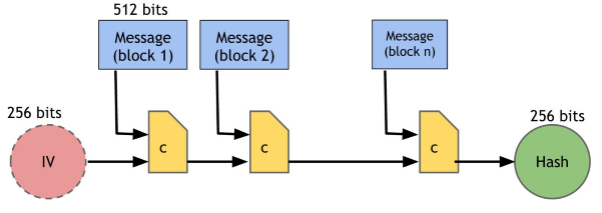 512 bits
Message
(block 1)
Message
(block 2)
Message
(block n)
256 bits
256 bits
IV
C
C
C
Hash